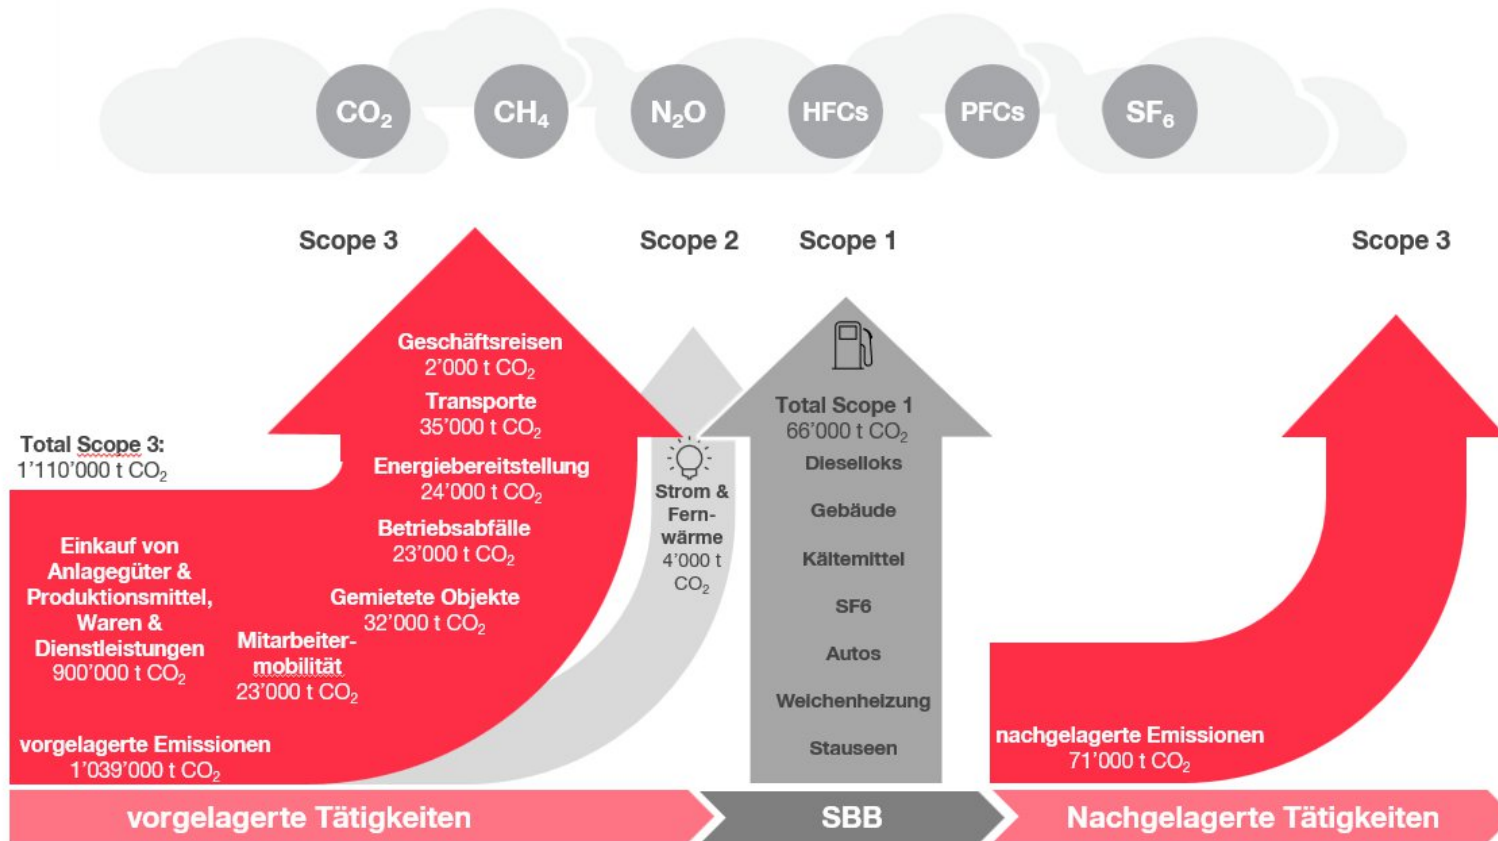 CO₂
CH₄
N₂O
HFCs
PFCs
SF₆
Scope 3
Scope 2
Scope 1
Scope 3
Geschäftsreisen
2’000 t CO₂
Transporte
35’000 t CO₂
Energiebereitstellung
24’000 t CO₂
Betriebsabfälle
23’000 t CO₂
Gemietete Objekte
32’000 t CO₂
Total Scope 3:
1’110’000 t CO₂
Einkauf von
Anlagegüter &
Produktionsmittel,
Waren &
Dienstleistungen
900’000 t CO₂
Mitarbeiter-
mobilität
23’000 t CO₂
vorgelagerte Emissionen
1’039’000 t CO₂
Strom &
Fern-
wärme
4’000 t
CO₂
Total Scope 1
66’000 t CO₂
Dieselloks
Gebäude
Kältemittel
SF6
Autos
Weichenheizung
Stauseen
nachgelagerte Emissionen
71’000 t CO₂
vorgelagerte Tätigkeiten
SBB
Nachgelagerte Tätigkeiten